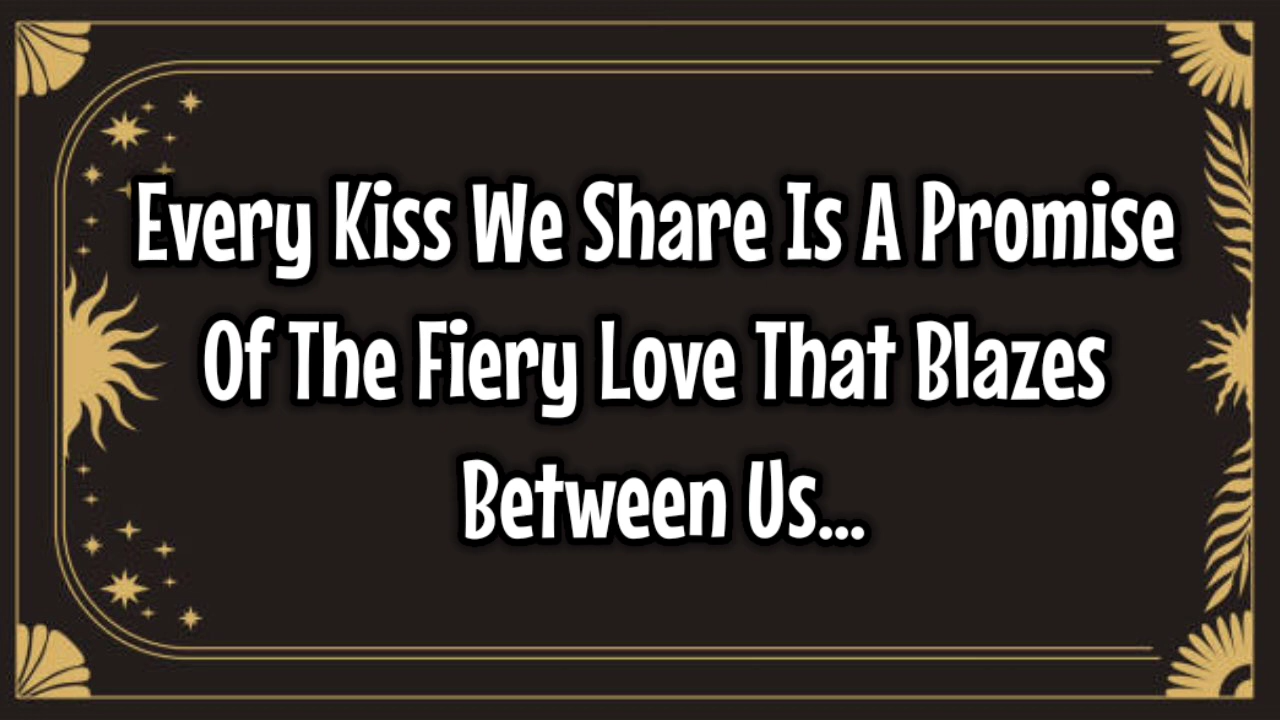 Every Kiss We Share Is A Promise
Of The Fiery Love That Blazes
Between Us...